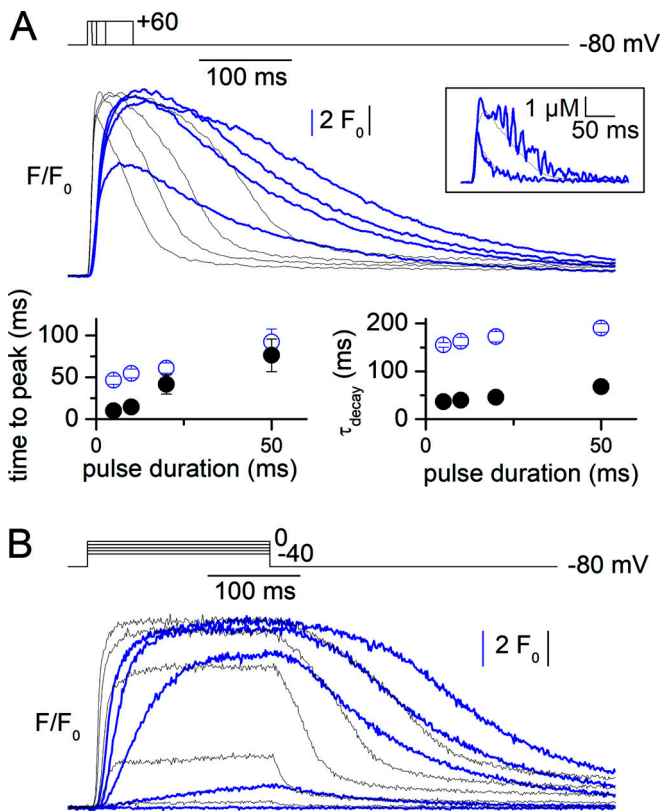 A
+60
-80 mV
100 ms
2 F0
1 µM
50 ms
F/F0
time to peak (ms)
100
50
0
0
50
pulse duration (ms)
τdecay (ms)
200
100
0
0
50
pulse duration (ms)
B
0
-40
-80 mV
100 ms
2 F0
F/F0